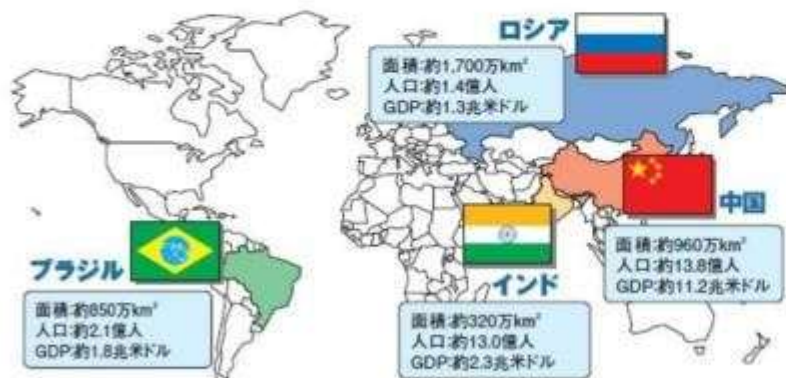 ロシア
面積:約1,700万km²
人口:約1.4億人
GDP:約1.3兆米ドル
中国
面積:約960万km²
人口:約13.8億人
GDP:約11.2兆米ドル
ブラジル
面積:約850万km²
人口:約2.1億人
GDP:約1.8兆米ドル
インド
面積:約320万km²
人口:約13.0億人
GDP:約2.3兆米ドル